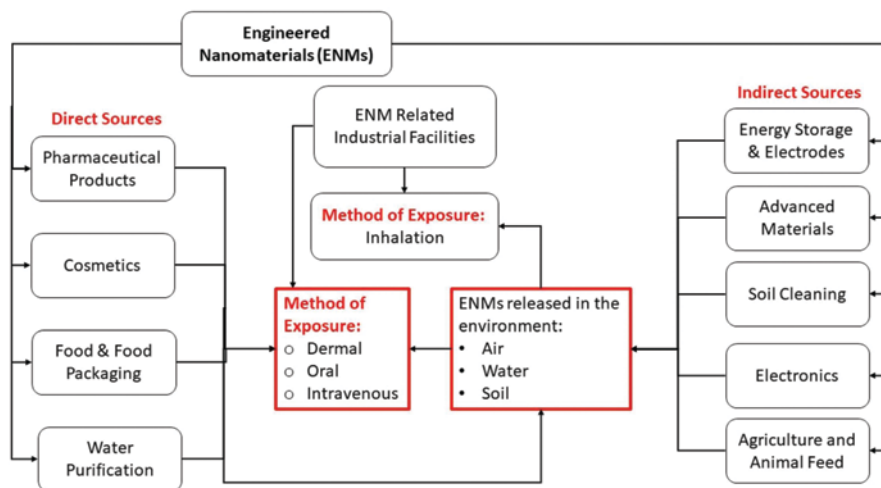 Engineered
Nanomaterials (ENMs)
Direct Sources
Pharmaceutical
Products
Cosmetics
Food & Food
Packaging
Water
Purification
ENM Related
Industrial Facilities
Method of Exposure:
Inhalation
Method of
Exposure:
○ Dermal
○ Oral
○ Intravenous
ENMs released in the
environment:
• Air
• Water
• Soil
Indirect Sources
Energy Storage
& Electrodes
Advanced
Materials
Soil Cleaning
Electronics
Agriculture and
Animal Feed